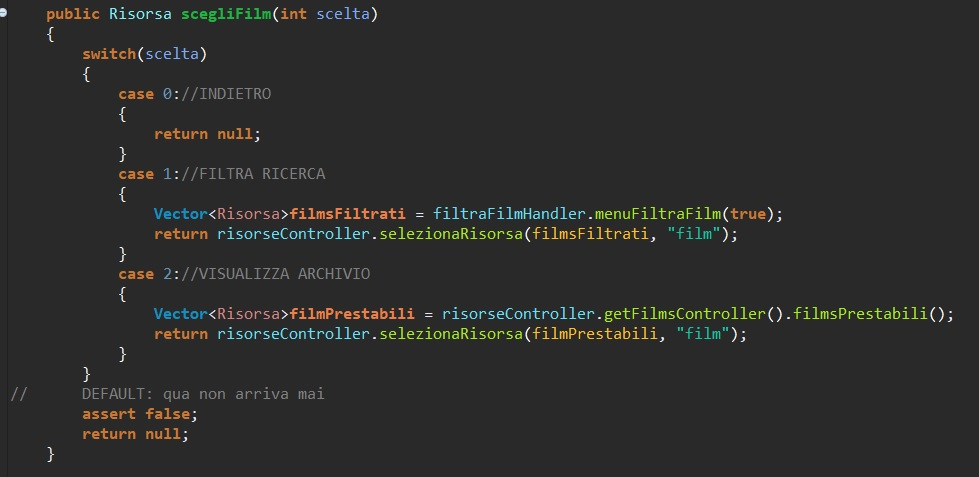 public Risorsa scegliFilm(int scelta)
{
switch(scelta)
{
case 0://INDIETRO
{
return null;
}
case 1://FILTRA RICERCA
{
Vector<Risorsa>filmsFiltrati = filtraFilmHandler.menuFiltraFilm(true);
return risorseController.selezionaRisorsa(filmsFiltrati, "film");
}
case 2://VISUALIZZA ARCHIVIO
{
Vector<Risorsa>filmPrestabili = risorseController.getFilmsController().filmsPrestabili();
return risorseController.selezionaRisorsa(filmPrestabili, "film");
}
}
// DEFAULT: qua non arriva mai
assert false;
return null;
}